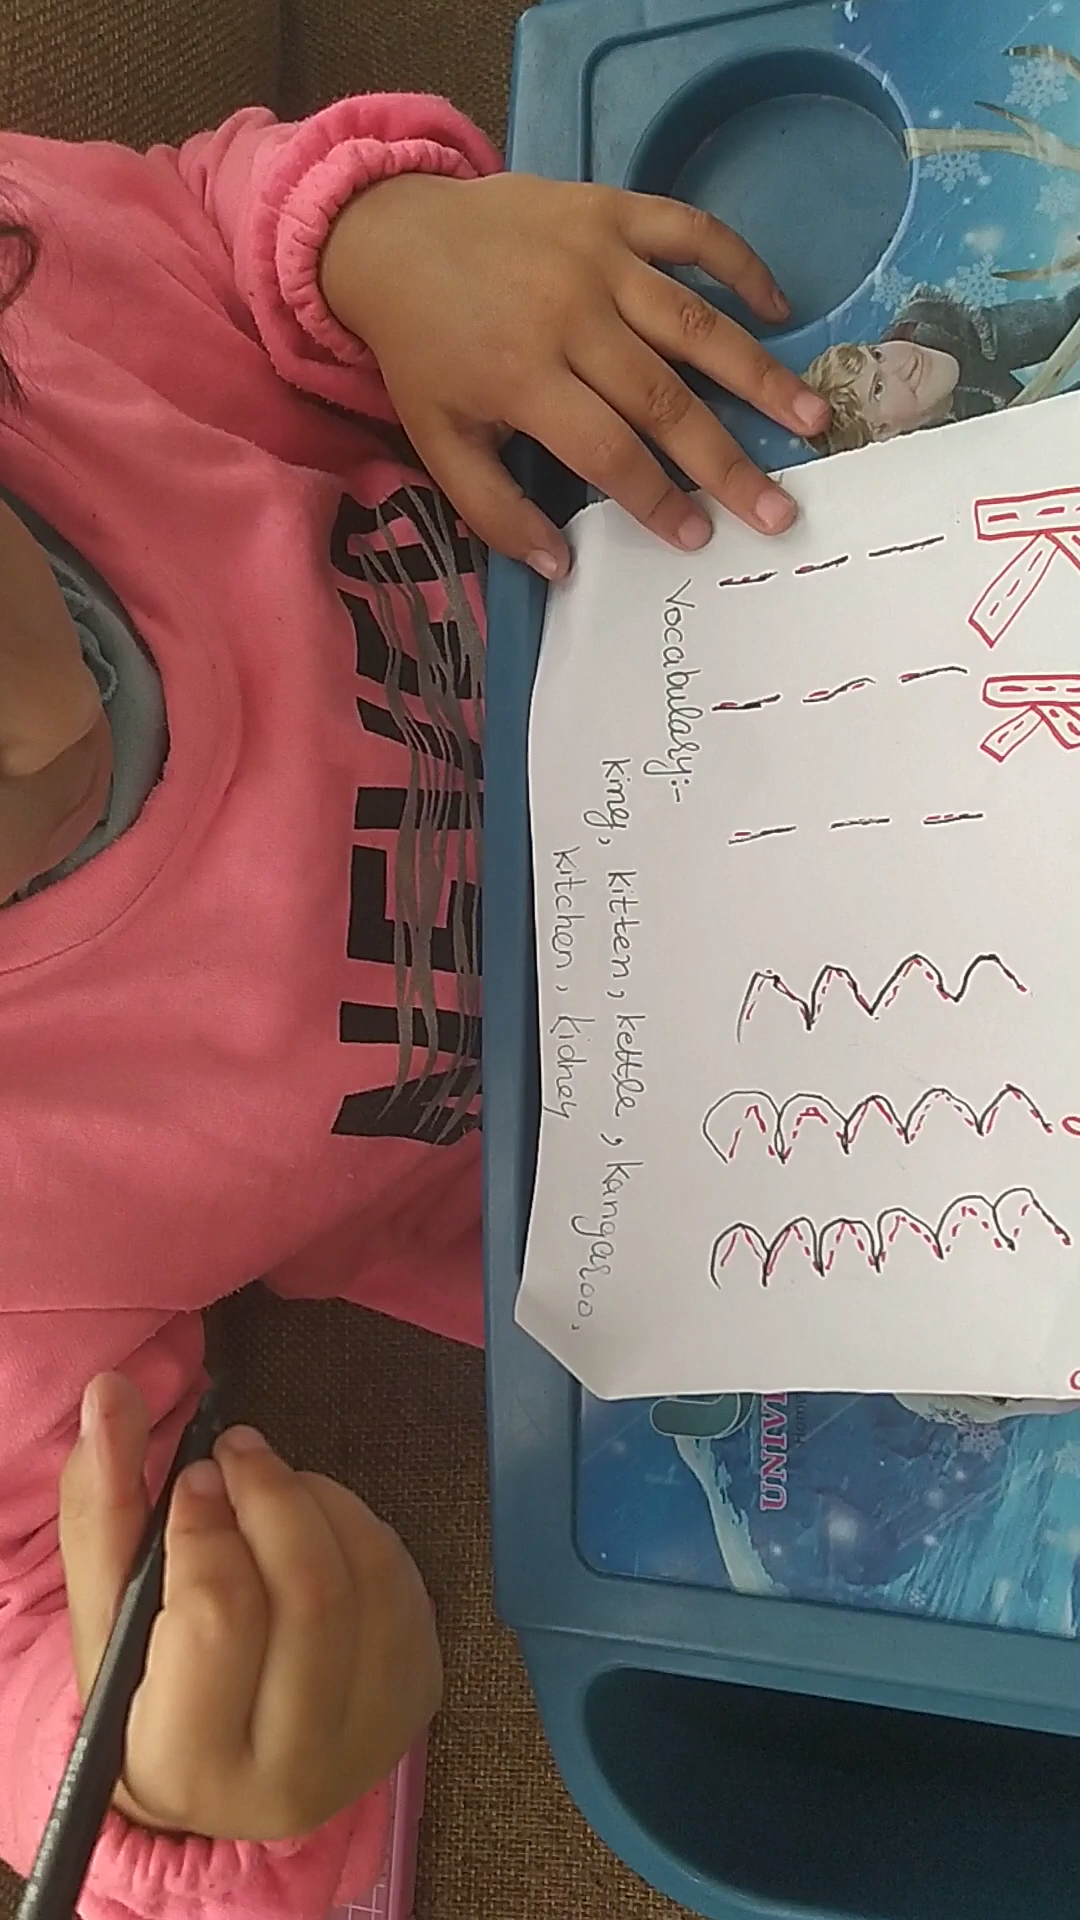 K k
Vocabulary:-
King, kitten, kettle, kangaroo,
kitchen, kidney